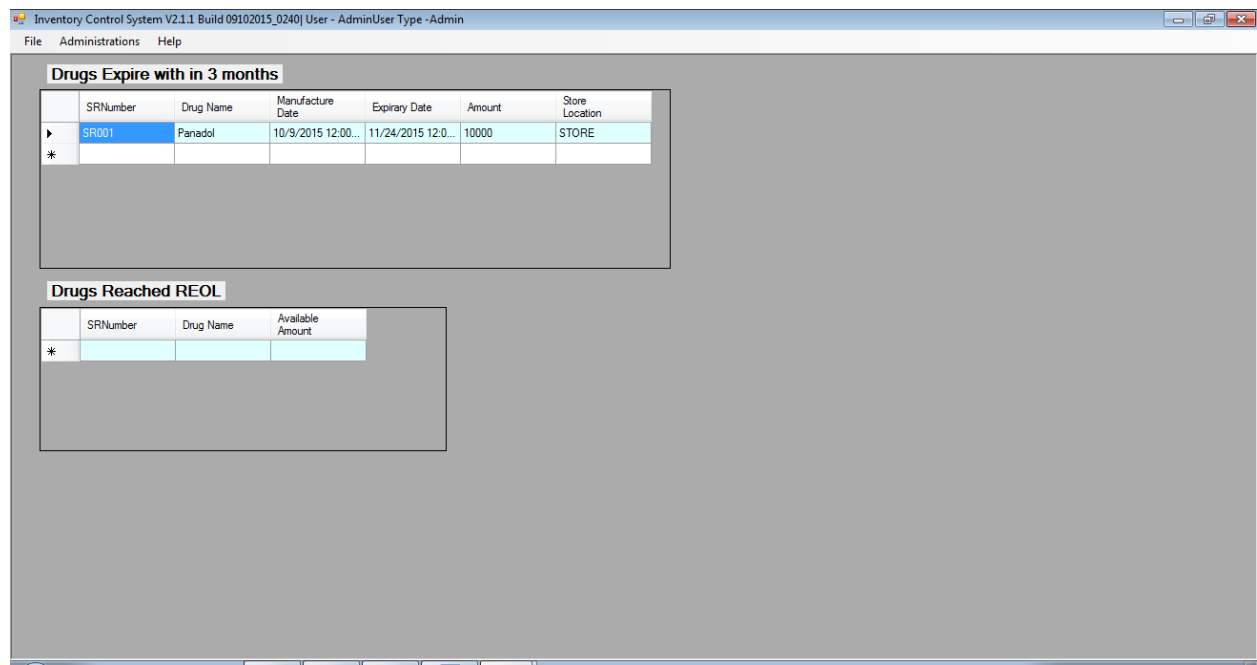 Inventory Control System V2.1.1 Build 09102015_0240| User - AdminUser Type -Admin
File Administrations Help
Drugs Expire with in 3 months
SRNumber Drug Name Manufacture Date Expirary Date Amount Store Location
SR001 Panadol 10/9/2015 12:00... 11/24/2015 12:0... 10000 STORE
Drugs Reached REOL
SRNumber Drug Name Available Amount